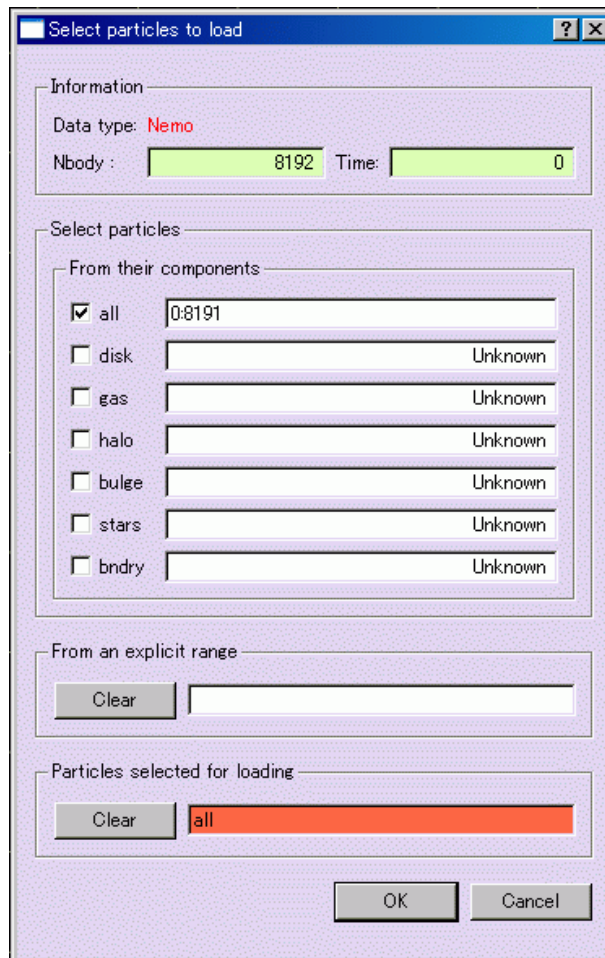 Select particles to load
Information
Data type: Nemo
Nbody : 8192 Time: 0
Select particles
From their components
all 0:8191
disk Unknown
gas Unknown
halo Unknown
bulge Unknown
stars Unknown
bndry Unknown
From an explicit range
Clear
Particles selected for loading
Clear all
OK Cancel